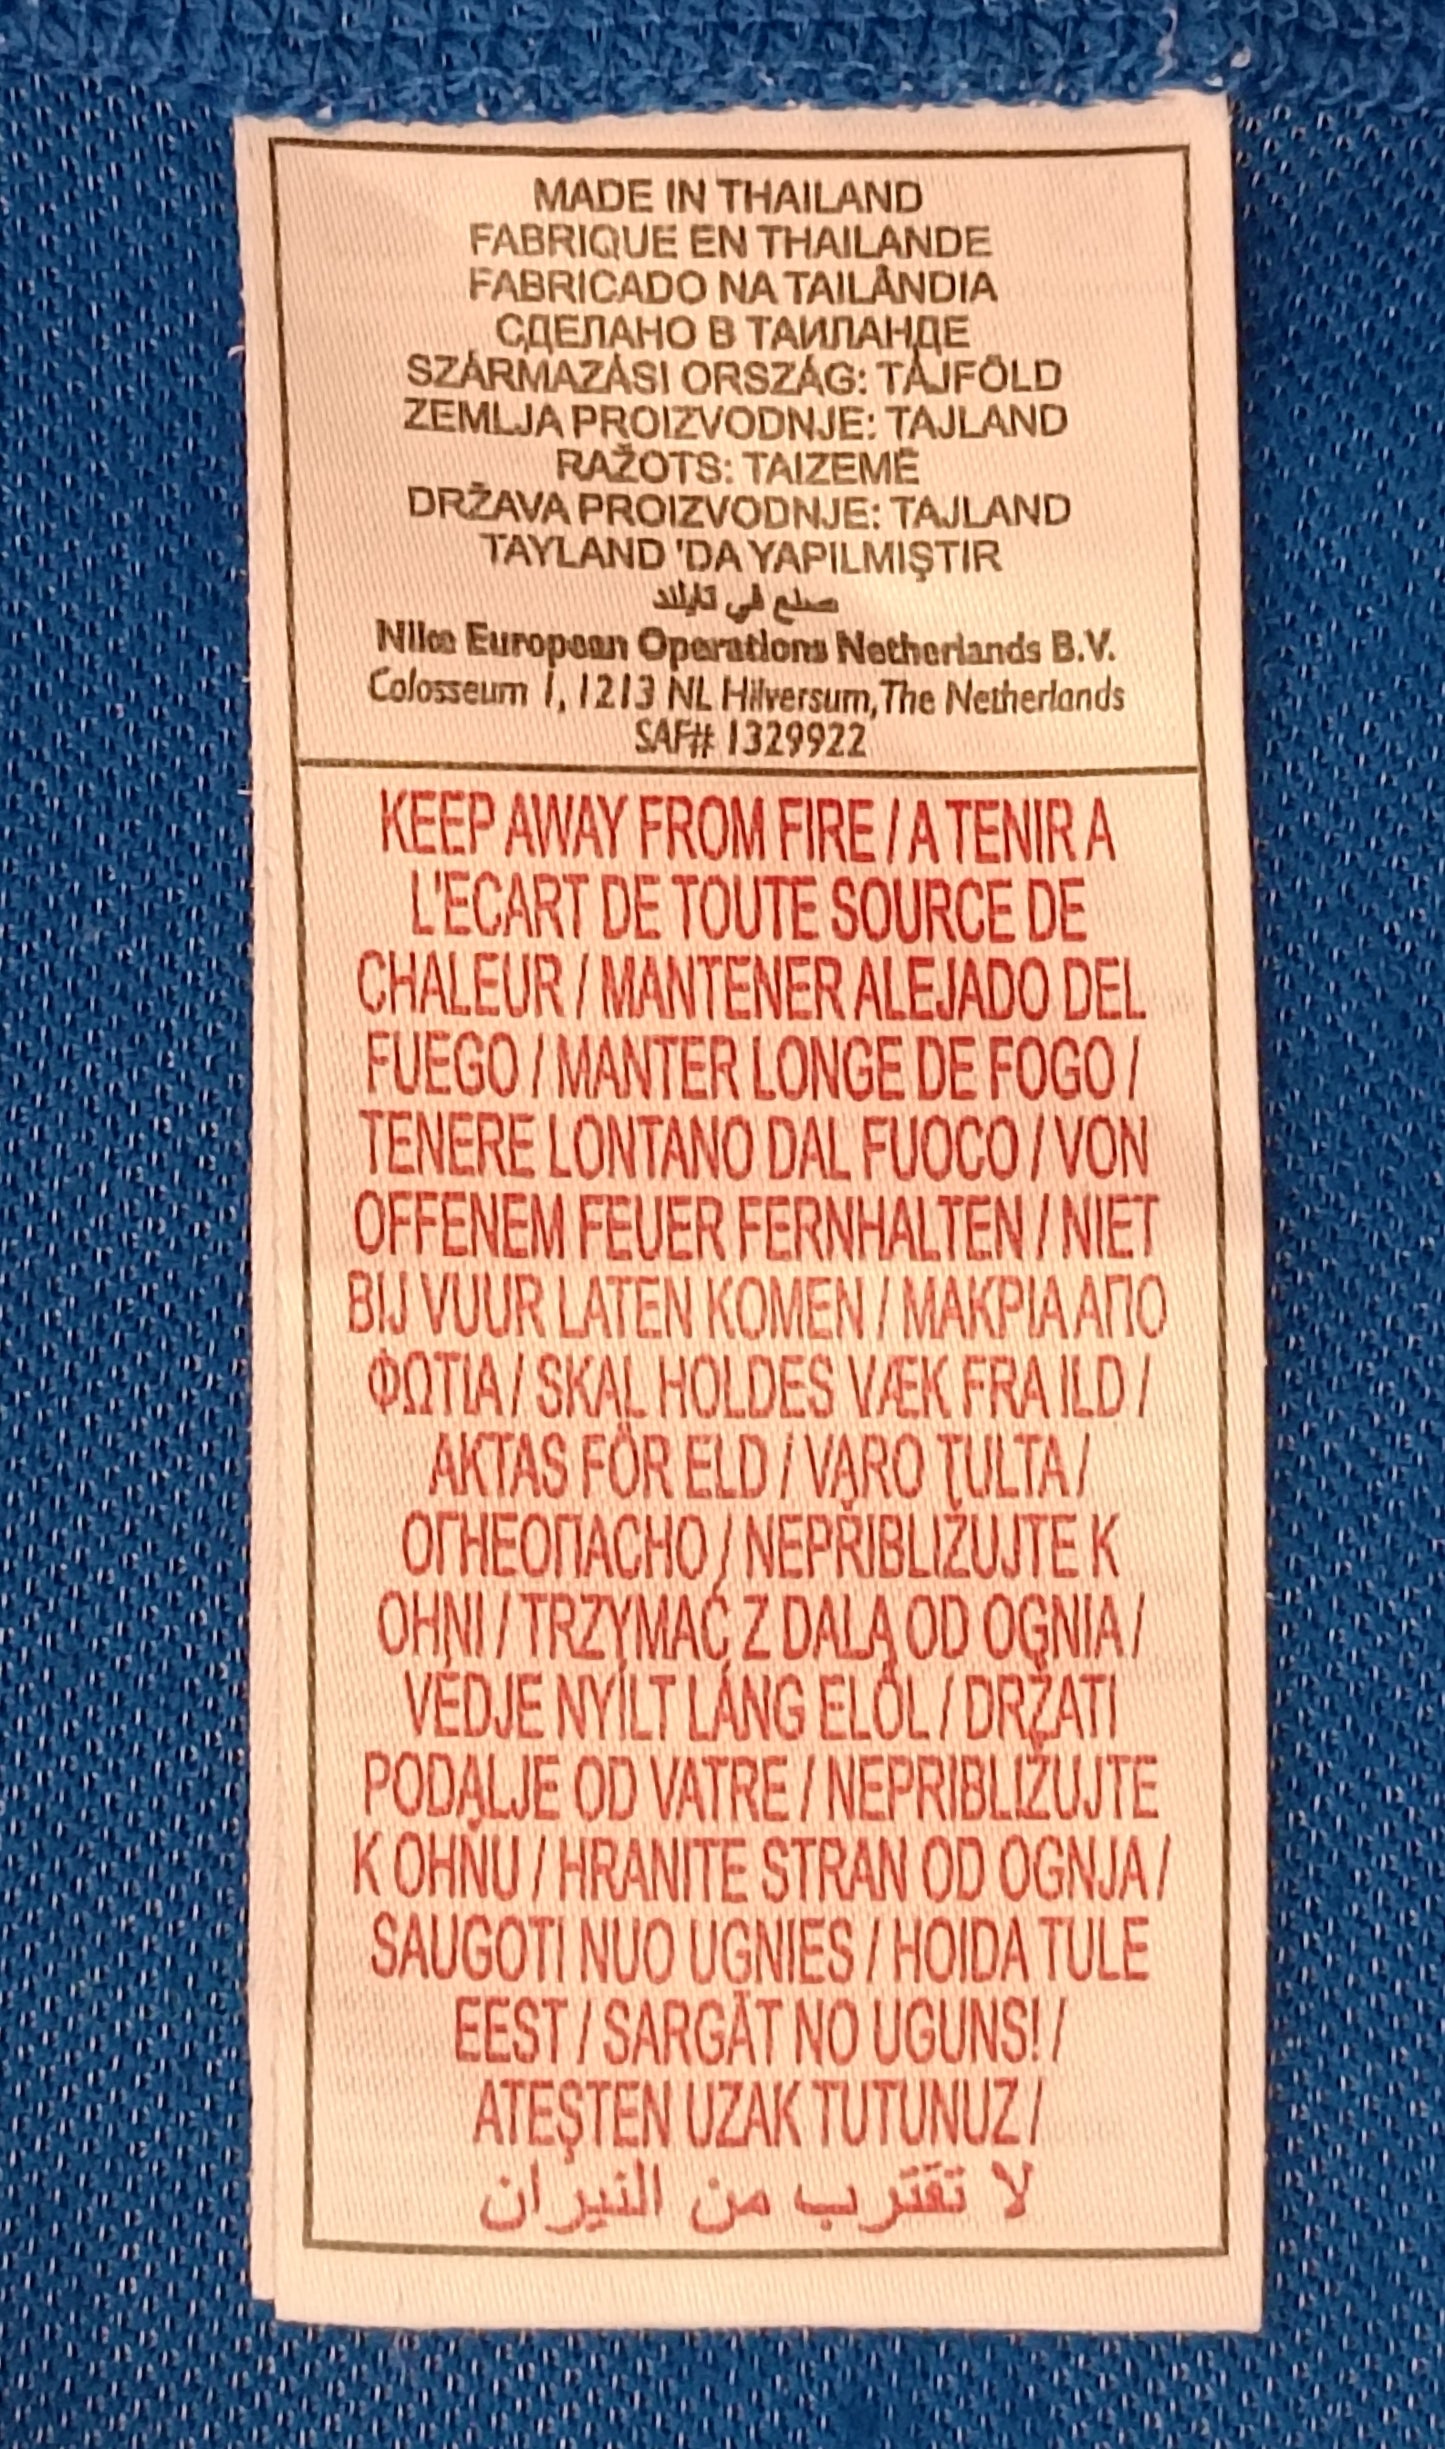 MADE IN THAILAND
FABRIQUE EN THAILANDE
FABRICADO NA TAILÂNDIA
СДЕЛАНО В ТАИЛАНДЕ
SZÁRMAZÁSI ORSZÁG: TÁJFÖLD
ZEMLJA PROIZVODNJE: TAJLAND
RAŽOTS: TAIZEMĒ
DRŽAVA PROIZVODNJE: TAJLAND
TAYLAND 'DA YAPILMIŞTIR
صنع في تايلند
Nike European Operations Netherlands B.V.
Colosseum 1, 1213 NL Hilversum, The Netherlands
SAF# 1329922
KEEP AWAY FROM FIRE / A TENIR A
L'ECART DE TOUTE SOURCE DE
CHALEUR / MANTENER ALEJADO DEL
FUEGO / MANTER LONGE DE FOGO /
TENERE LONTANO DAL FUOCO / VON
OFFENEM FEUER FERNHALTEN / NIET
BIJ VUUR LATEN KOMEN / ΜΑΚΡΙΑ ΑΠΟ
ΦΩΤΙΑ / SKAL HOLDES VÆK FRA ILD /
AKTAS FÖR ELD / VARO TULTA /
ОГНЕОПАСНО / NEPŘIBLIŽUJTE K
OHNI / TRZYMAĆ Z DALA OD OGNIA /
VÉDJE NYÍLT LÁNG ELŐL / DRŽATI
PODALJE OD VATRE / NEPRIBLIŽUJTE
K OHŇU / HRANITE STRAN OD OGNJA /
SAUGOTI NUO UGNIES / HOIDA TULE
EEST / SARGĀT NO UGUNS! /
ATEŞTEN UZAK TUTUNUZ /
لا تقترب من النيران